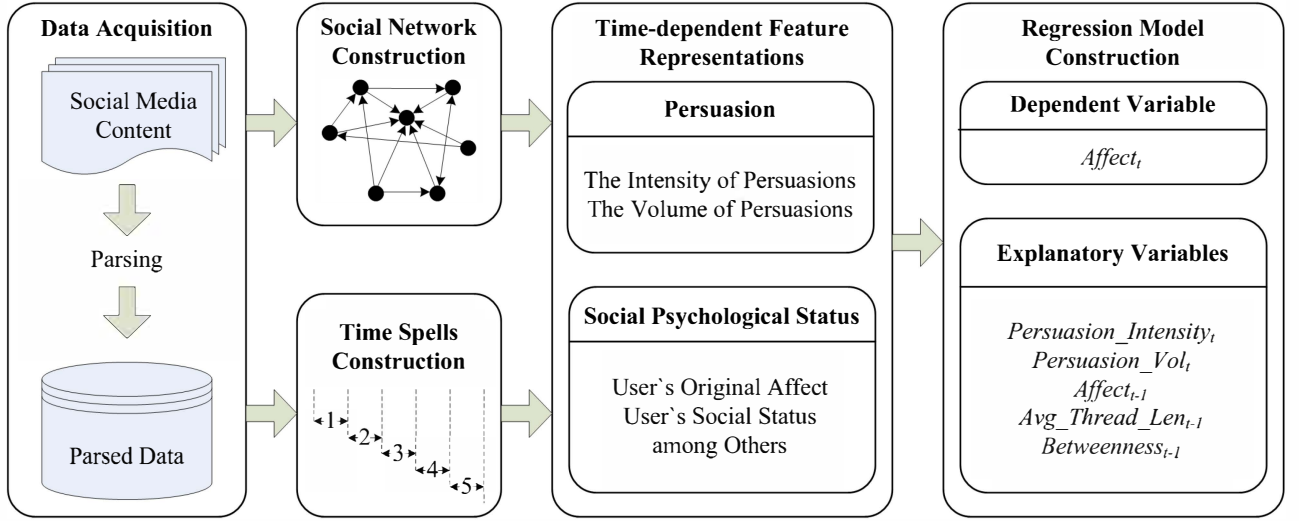 Data Acquisition
Social Media
Content
Parsing
Parsed Data
Social Network
Construction
Time Spells
Construction
1
2
3
4
5
Time-dependent Feature
Representations
Persuasion
The Intensity of Persuasions
The Volume of Persuasions
Social Psychological Status
User`s Original Affect
User`s Social Status
among Others
Regression Model
Construction
Dependent Variable
Affectₜ
Explanatory Variables
Persuasion_Intensityₜ
Persuasion_Volₜ
Affectₜ₋₁
Avg_Thread_Lenₜ₋₁
Betweennessₜ₋₁